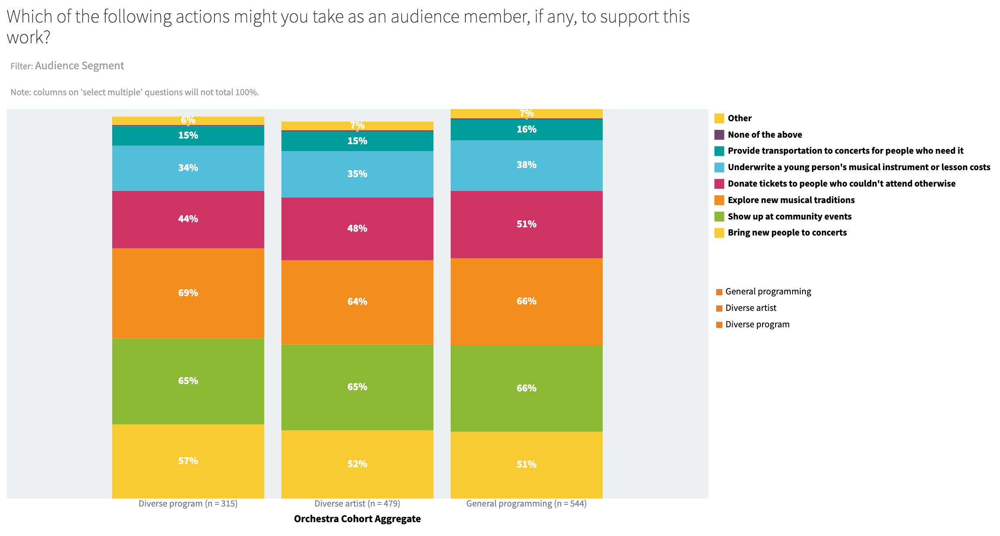 Which of the following actions might you take as an audience member, if any, to support this
work?
Filter: Audience Segment
Note: columns on 'select multiple' questions will not total 100%.
6%
15%
34%
44%
69%
65%
57%
Diverse program (n = 315)
7%
15%
35%
48%
64%
65%
52%
Diverse artist (n = 479)
7%
16%
38%
51%
66%
66%
51%
General programming (n = 544)
Orchestra Cohort Aggregate
Other
None of the above
Provide transportation to concerts for people who need it
Underwrite a young person's musical instrument or lesson costs
Donate tickets to people who couldn't attend otherwise
Explore new musical traditions
Show up at community events
Bring new people to concerts
General programming
Diverse artist
Diverse program